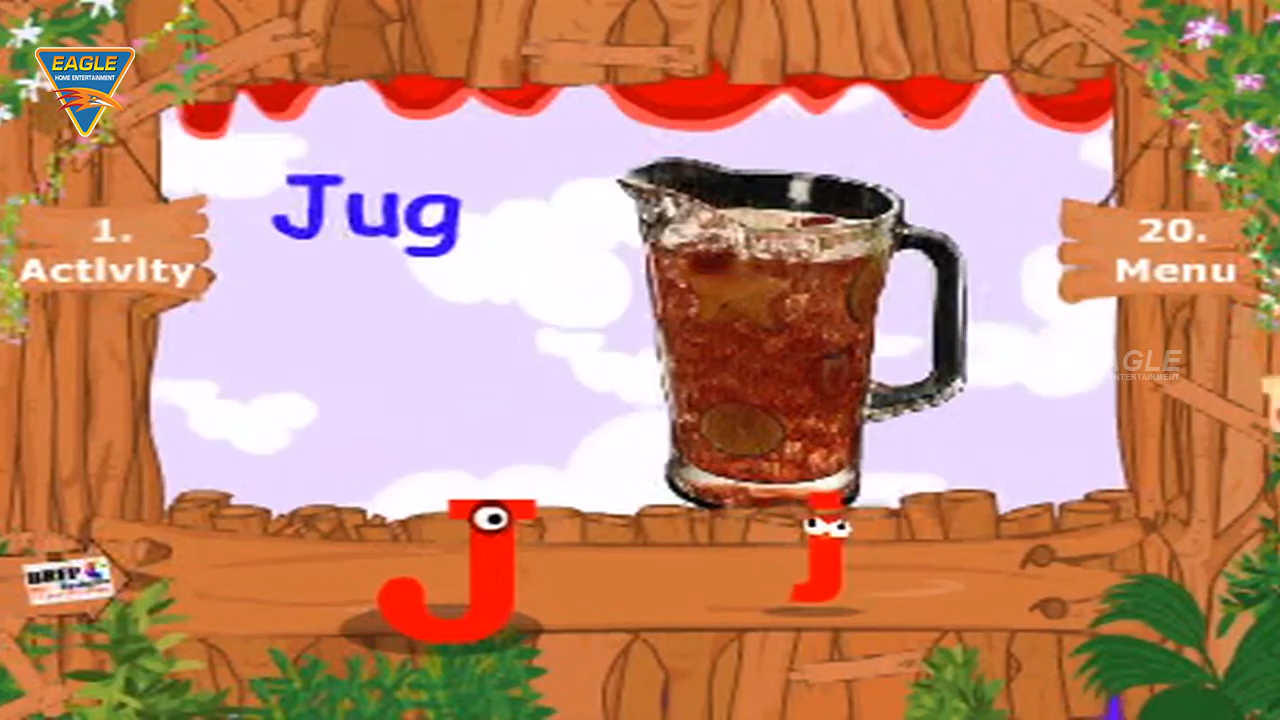 EAGLE
HOME ENTERTAINMENT
Jug
1.
Activity
20.
Menu
AGLE
ENTERTAINMENT
J
j